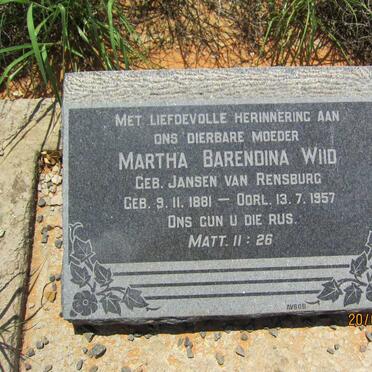 MET LIEFDEVOLLE HERINNERING AAN
ONS DIERBARE MOEDER
MARTHA BARENDINA WIID
GEB. JANSEN VAN RENSBURG
GEB. 9.11.1881 — OORL. 13.7.1957
ONS GUN U DIE RUS.
MATT. 11:26
20/